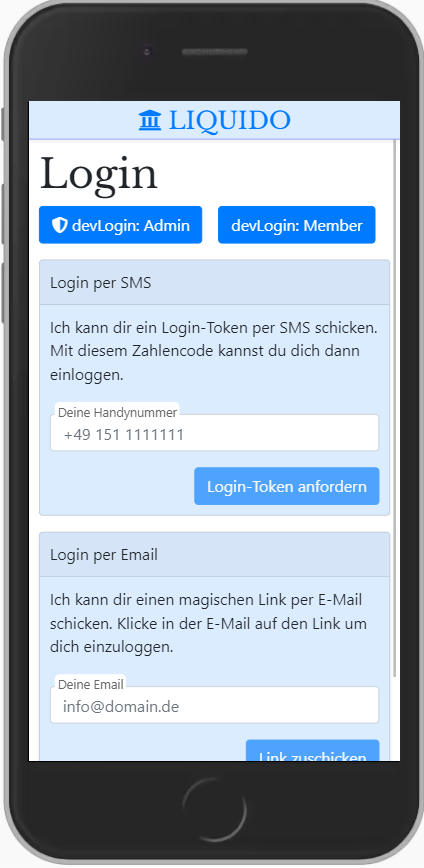 LIQUIDO
Login
devLogin: Admin
devLogin: Member
Login per SMS
Ich kann dir ein Login-Token per SMS schicken.
Mit diesem Zahlencode kannst du dich dann
einloggen.
Deine Handynummer
+49 151 1111111
Login-Token anfordern
Login per Email
Ich kann dir einen magischen Link per E-Mail
schicken. Klicke in der E-Mail auf den Link um
dich einzuloggen.
Deine Email
info@domain.de
Link zuschicken